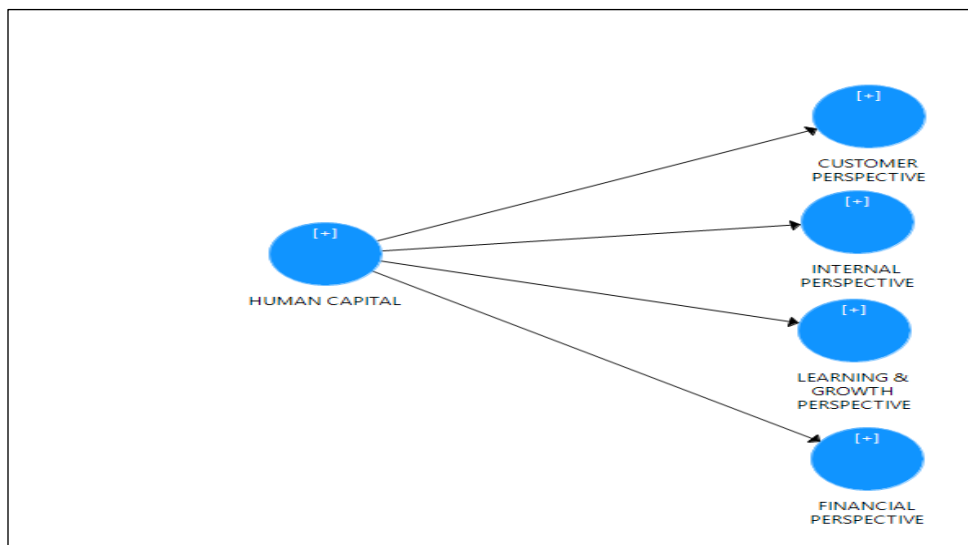 [+]
CUSTOMER
PERSPECTIVE
[+]
INTERNAL
PERSPECTIVE
[+]
HUMAN CAPITAL
[+]
LEARNING &
GROWTH
PERSPECTIVE
[+]
FINANCIAL
PERSPECTIVE